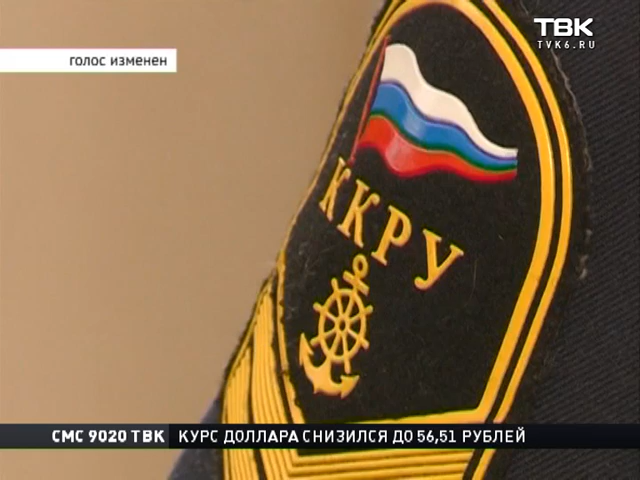 ТВК
TVK6.RU
голос изменен
ККРУ
СМС 9020 ТВК КУРС ДОЛЛАРА СНИЗИЛСЯ ДО 56,51 РУБЛЕЙ